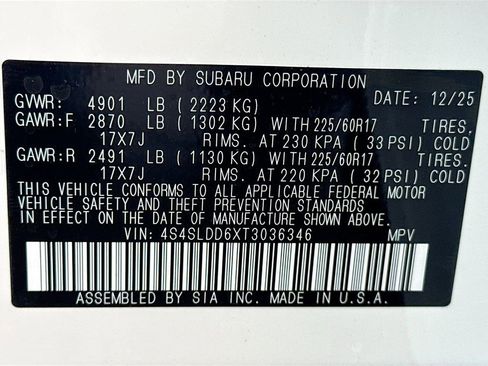 MFD BY SUBARU CORPORATION
GVWR: 4901 LB (2223 KG) DATE: 12/25
GAWR:F 2870 LB (1302 KG) WITH 225/60R17 TIRES.
17X7J RIMS. AT 230 KPA (33 PSI) COLD
GAWR:R 2491 LB (1130 KG) WITH 225/60R17 TIRES.
17X7J RIMS. AT 220 KPA (32 PSI) COLD
THIS VEHICLE CONFORMS TO ALL APPLICABLE FEDERAL MOTOR
VEHICLE SAFETY AND THEFT PREVENTION STANDARDS
IN EFFECT ON THE DATE OF MANUFACTURE SHOWN ABOVE.
VIN: 4S4SLDD6XT3036346 MPV
ASSEMBLED BY SIA INC. MADE IN U.S.A.